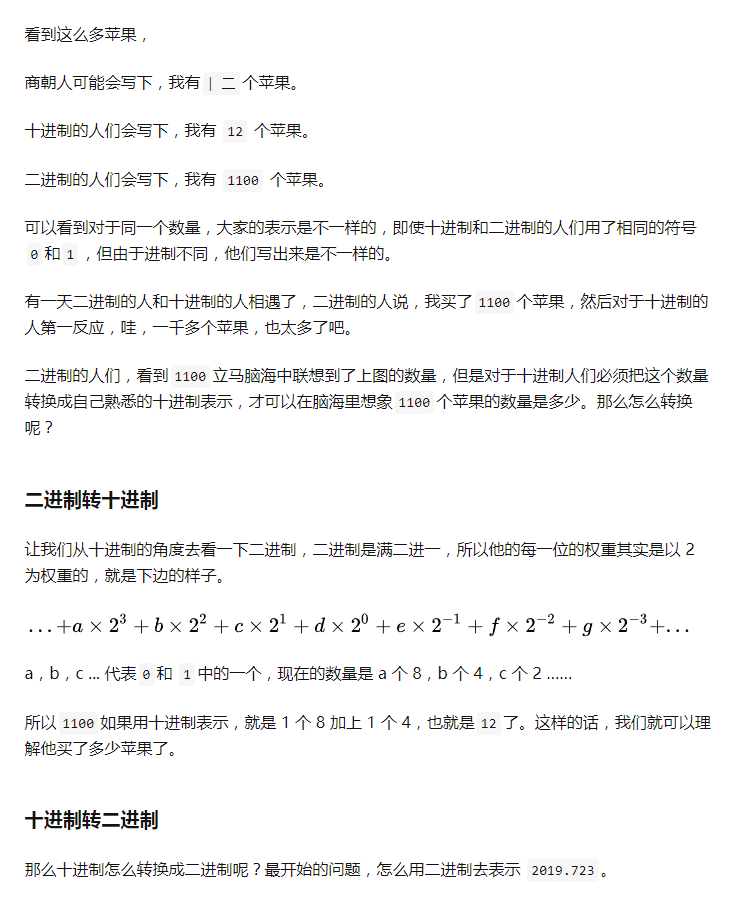 看到这么多苹果，
商朝人可能会写下，我有 | 二 个苹果。
十进制的人们会写下，我有 12 个苹果。
二进制的人们会写下，我有 1100 个苹果。
可以看到对于同一个数量，大家的表示是不一样的，即使十进制和二进制的人们用了相同的符号
0 和 1 ，但由于进制不同，他们写出来是不一样的。
有一天二进制的人和十进制的人相遇了，二进制的人说，我买了 1100 个苹果，然后对于十进制的
人第一反应，哇，一千多个苹果，也太多了吧。
二进制的人们，看到 1100 立马脑海中联想到了上图的数量，但是对于十进制人们必须把这个数量
转换成自己熟悉的十进制表示，才可以在脑海里想象 1100 个苹果的数量是多少。那么怎么转换
呢？
二进制转十进制
让我们从十进制的角度去看一下二进制，二进制是满二进一，所以他的每一位的权重其实是以 2
为权重的，就是下边的样子。
…+a × 2³ + b × 2² + c × 2¹ + d × 2⁰ + e × 2⁻¹ + f × 2⁻² + g × 2⁻³+…
a，b，c ... 代表 0 和 1 中的一个，现在的数量是 a 个 8，b 个 4，c 个 2 ……
所以 1100 如果用十进制表示，就是 1 个 8 加上 1 个 4，也就是 12 了。这样的话，我们就可以理
解他买了多少苹果了。
十进制转二进制
那么十进制怎么转换成二进制呢？最开始的问题，怎么用二进制去表示 2019.723 。